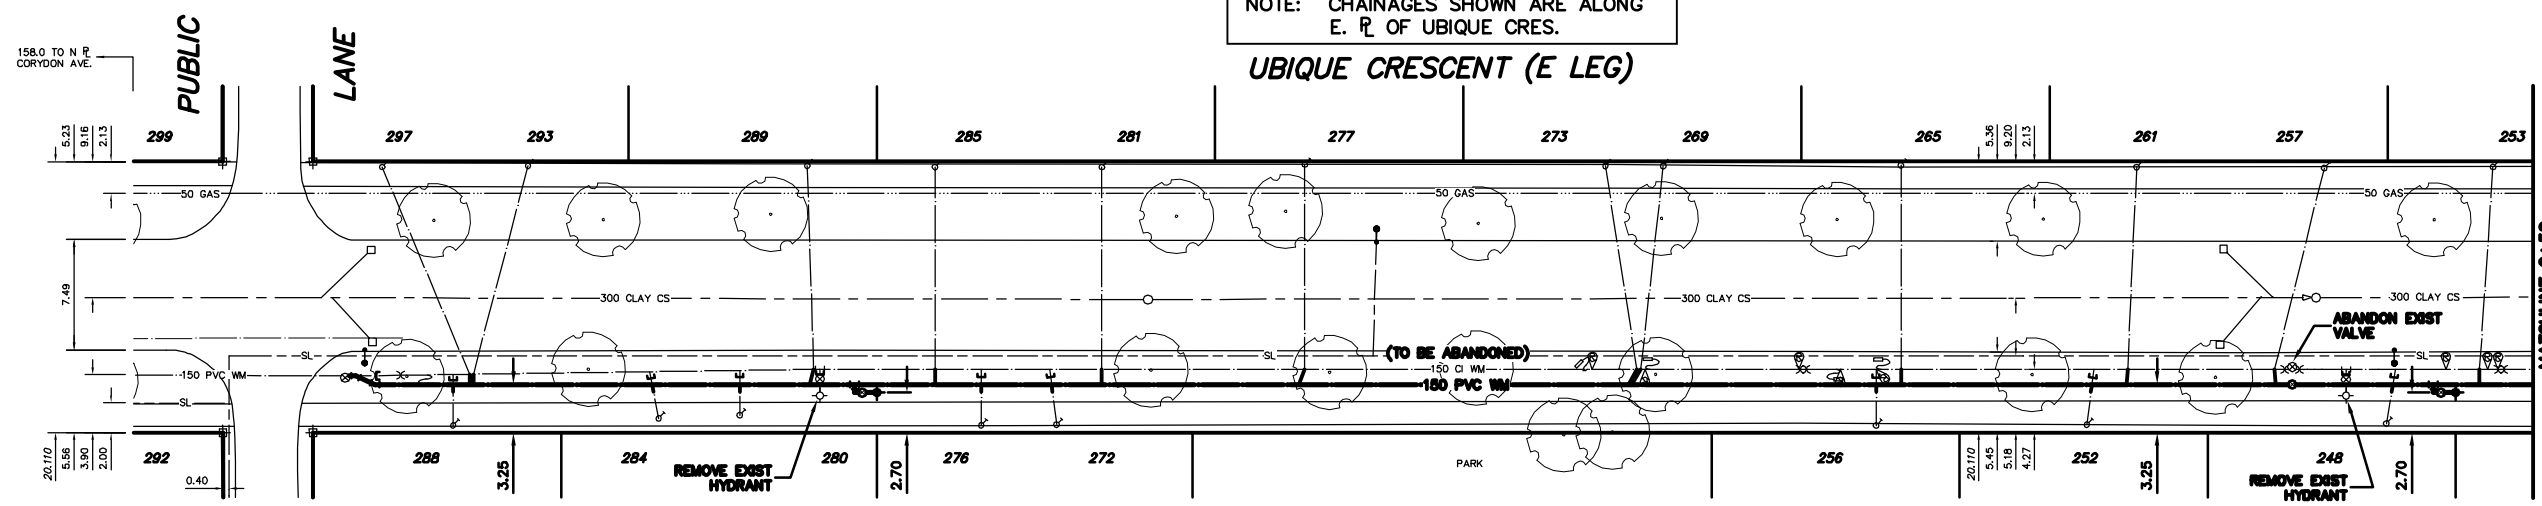 NOTE: CHAINAGES SHOWN ARE ALONG
E. PL OF UBIQUE CRES.
UBIQUE CRESCENT (E LEG)
158.0 TO N PL
CORYDON AVE.
PUBLIC
LANE
5.23
9.16
2.13
299
297
293
289
285
281
277
273
269
265
5.36
9.20
2.13
261
257
253
50 GAS
50 GAS
50 GAS
7.49
300 CLAY CS
300 CLAY CS
300 CLAY CS
ABANDON EXIST
VALVE
SL
(TO BE ABANDONED)
SL
SL
150 PVC WM
150 CI WM
150 PVC WM
SL
20.110
5.56
3.90
2.00
292
288
284
280
276
272
PARK
256
20.110
5.45
5.18
4.27
252
248
0.40
3.25
REMOVE EXIST
HYDRANT
2.70
3.25
REMOVE EXIST
HYDRANT
2.70